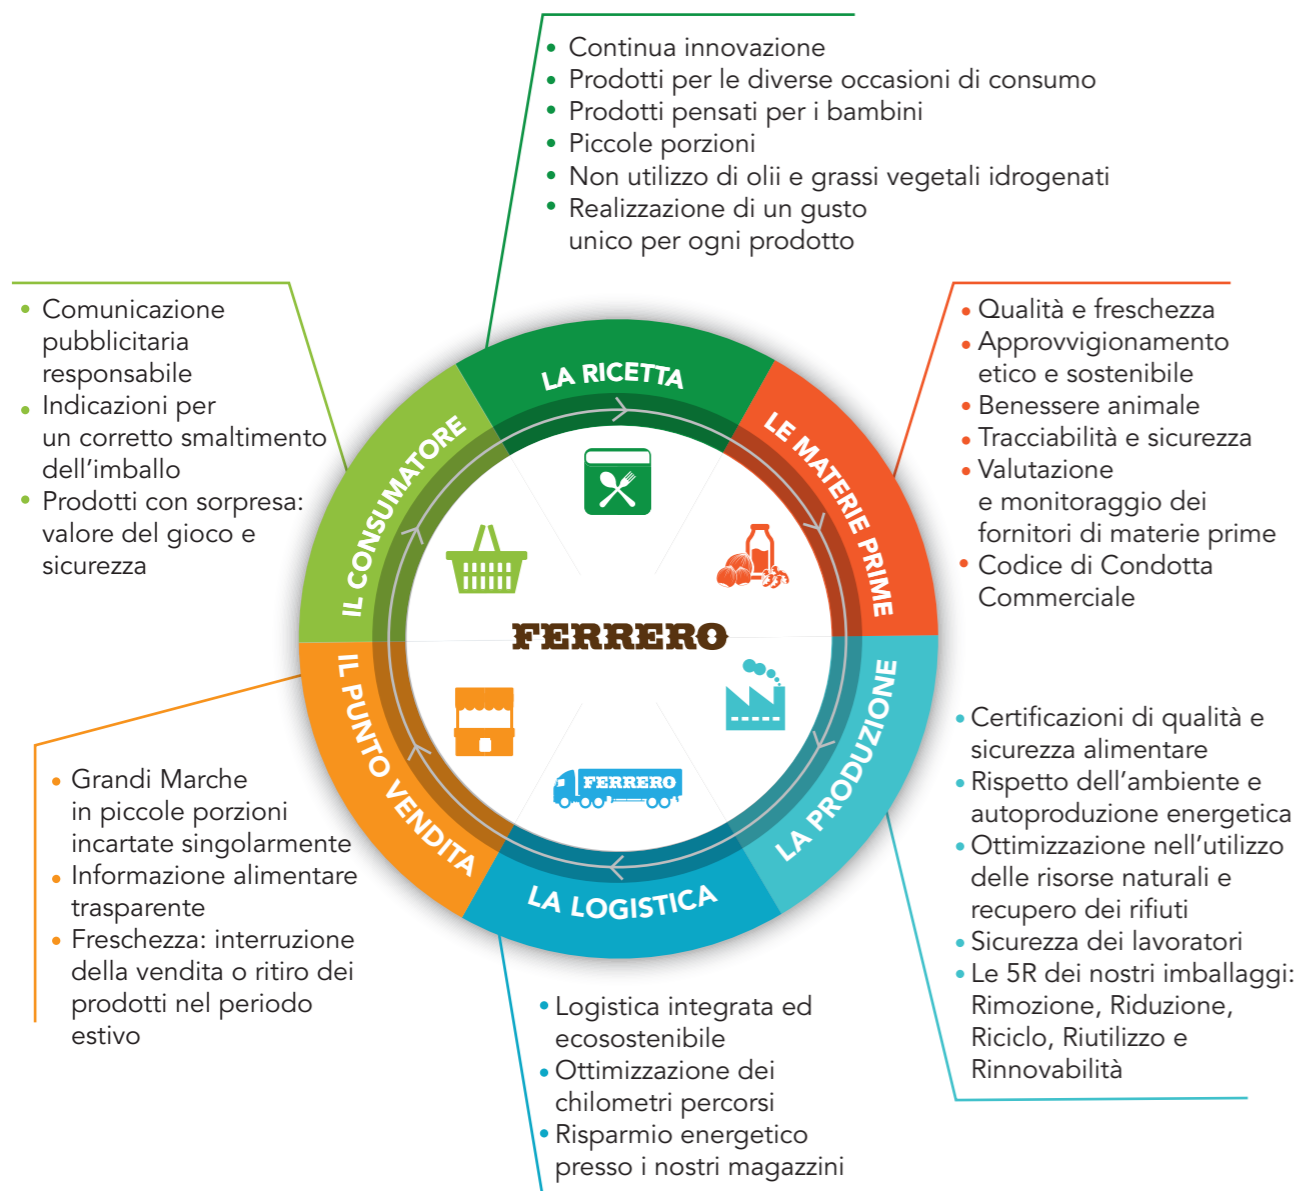 Continua innovazione
Prodotti per le diverse occasioni di consumo
Prodotti pensati per i bambini
Piccole porzioni
Non utilizzo di olii e grassi vegetali idrogenati
Realizzazione di un gusto
unico per ogni prodotto
Comunicazione
pubblicitaria
responsabile
Indicazioni per
un corretto smaltimento
dell'imballo
Prodotti con sorpresa:
valore del gioco e
sicurezza
Qualità e freschezza
Approvvigionamento
etico e sostenibile
Benessere animale
Tracciabilità e sicurezza
Valutazione
e monitoraggio dei
fornitori di materie prime
Codice di Condotta
Commerciale
LA RICETTA
LE MATERIE PRIME
LA PRODUZIONE
LA LOGISTICA
IL PUNTO VENDITA
IL CONSUMATORE
FERRERO
FERRERO
Certificazioni di qualità e
sicurezza alimentare
Rispetto dell'ambiente e
autoproduzione energetica
Ottimizzazione nell'utilizzo
delle risorse naturali e
recupero dei rifiuti
Sicurezza dei lavoratori
Le 5R dei nostri imballaggi:
Rimozione, Riduzione,
Riciclo, Riutilizzo e
Rinnovabilità
Grandi Marche
in piccole porzioni
incartate singolarmente
Informazione alimentare
trasparente
Freschezza: interruzione
della vendita o ritiro dei
prodotti nel periodo
estivo
Logistica integrata ed
ecosostenibile
Ottimizzazione dei
chilometri percorsi
Risparmio energetico
presso i nostri magazzini